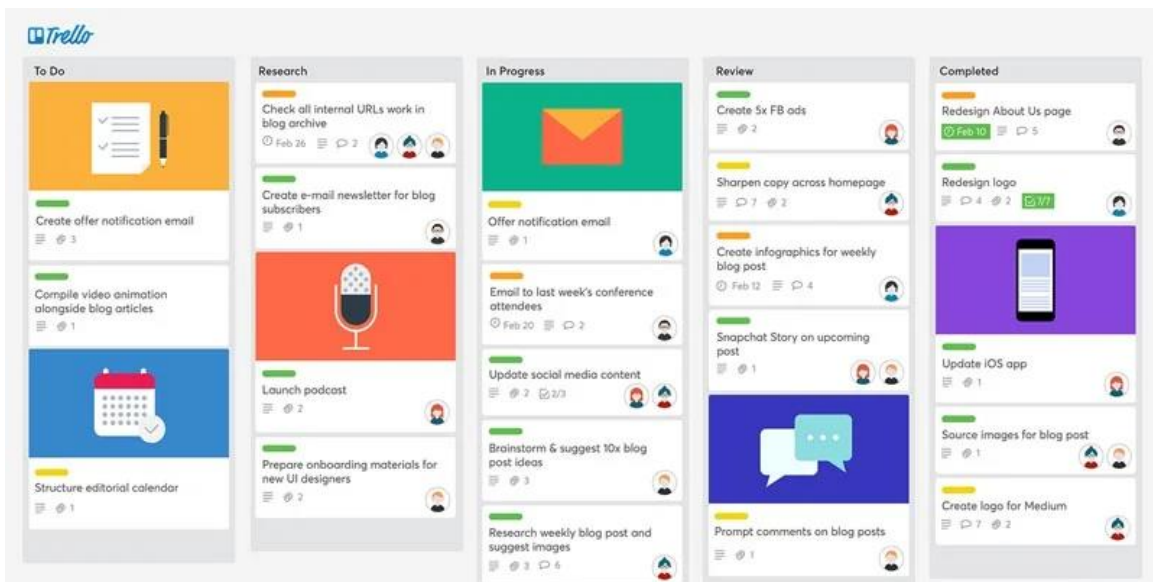 Trello
To Do
Create offer notification email
3
Compile video animation
alongside blog articles
1
Structure editorial calendar
1
Research
Check all internal URLs work in
blog archive
Feb 26 2
Create e-mail newsletter for blog
subscribers
1
Launch podcast
2
Prepare onboarding materials for
new UI designers
2
In Progress
Offer notification email
1
Email to last week's conference
attendees
Feb 20 2
Update social media content
2 2/3
Brainstorm & suggest 10x blog
post ideas
3
Research weekly blog post and
suggest images
3 6
Review
Create 5x FB ads
2
Sharpen copy across homepage
7 2
Create infographics for weekly
blog post
Feb 12 4
Snapchat Story on upcoming
post
1
Prompt comments on blog posts
1
Completed
Redesign About Us page
Feb 10 5
Redesign logo
4 2 7/7
Update iOS app
1
Source images for blog post
1
Create logo for Medium
7 2